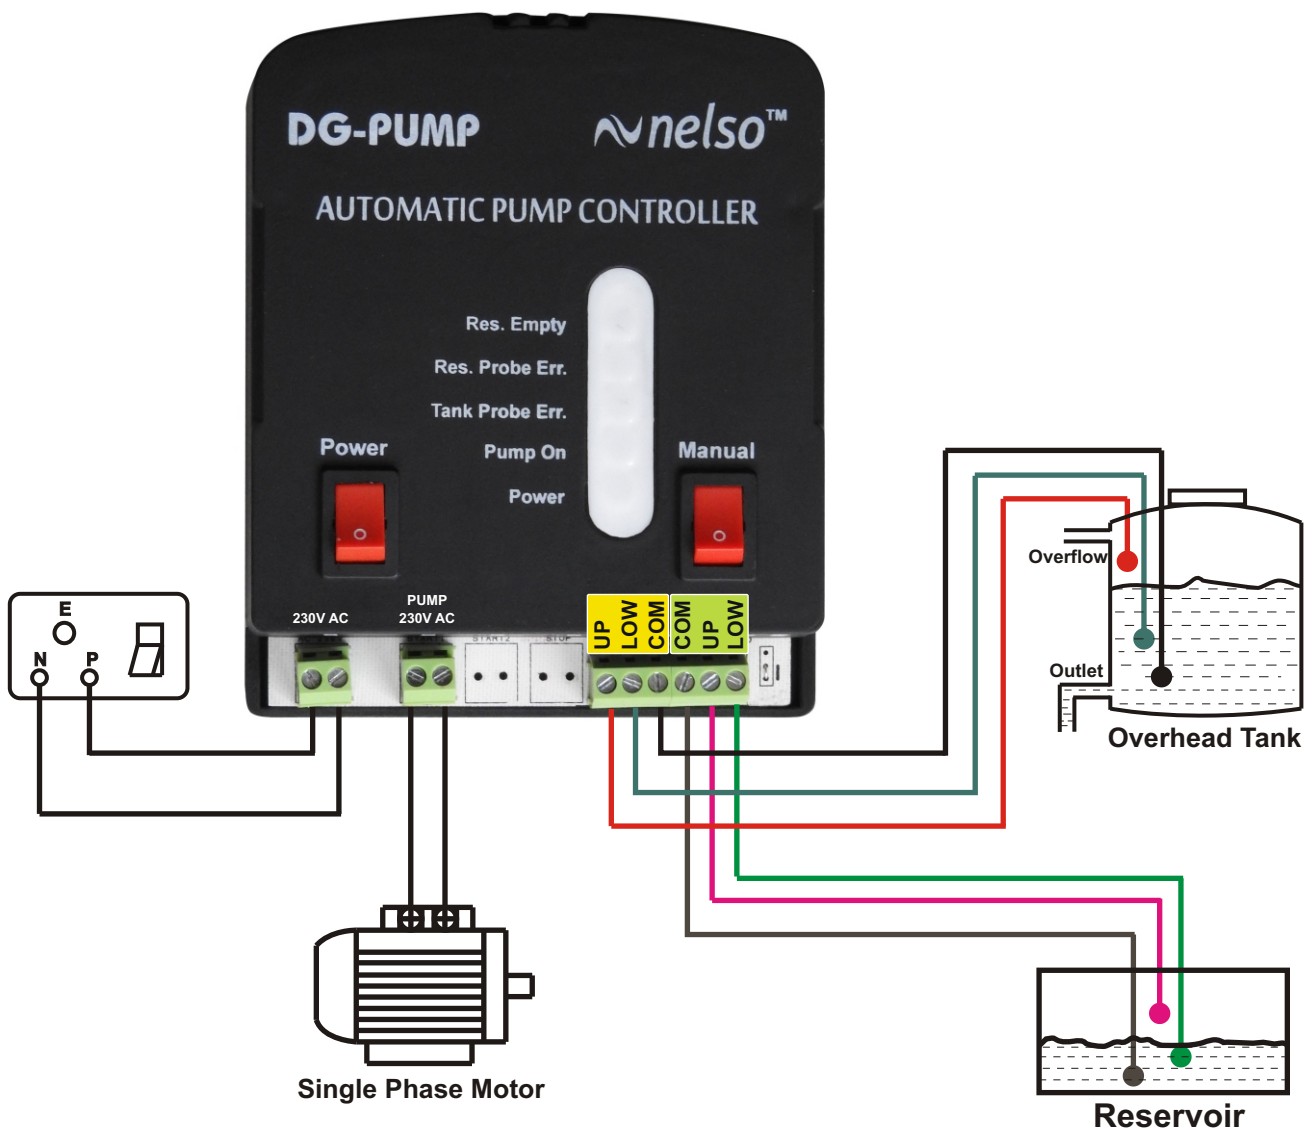 DG-PUMP
nelso™
AUTOMATIC PUMP CONTROLLER
Res. Empty
Res. Probe Err.
Tank Probe Err.
Pump On
Power
Power
Manual
230V AC
PUMP
230V AC
UP
LOW
COM
COM
UP
LOW
START2
STOP
E
N
P
Overflow
Outlet
Overhead Tank
Single Phase Motor
Reservoir